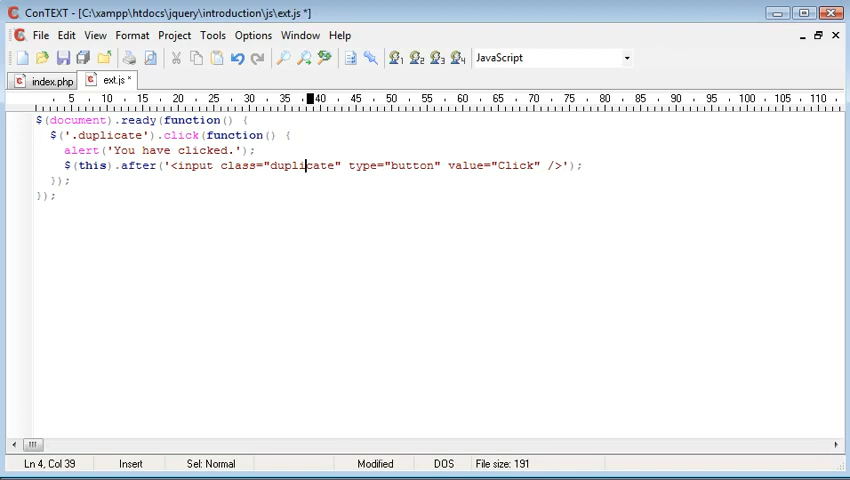 ConTEXT - [C:\xampp\htdocs\jquery\introduction\js\ext.js *]
File Edit View Format Project Tools Options Window Help
JavaScript
index.php ext.js *
5 10 15 20 25 30 35 40 45 50 55 60 65 70 75 80 85 90 95 100 105 110
$(document).ready(function() {
$('.duplicate').click(function() {
alert('You have clicked.');
$(this).after('<input class="duplicate" type="button" value="Click" />');
});
});
Ln 4, Col 39 Insert Sel: Normal Modified DOS File size: 191